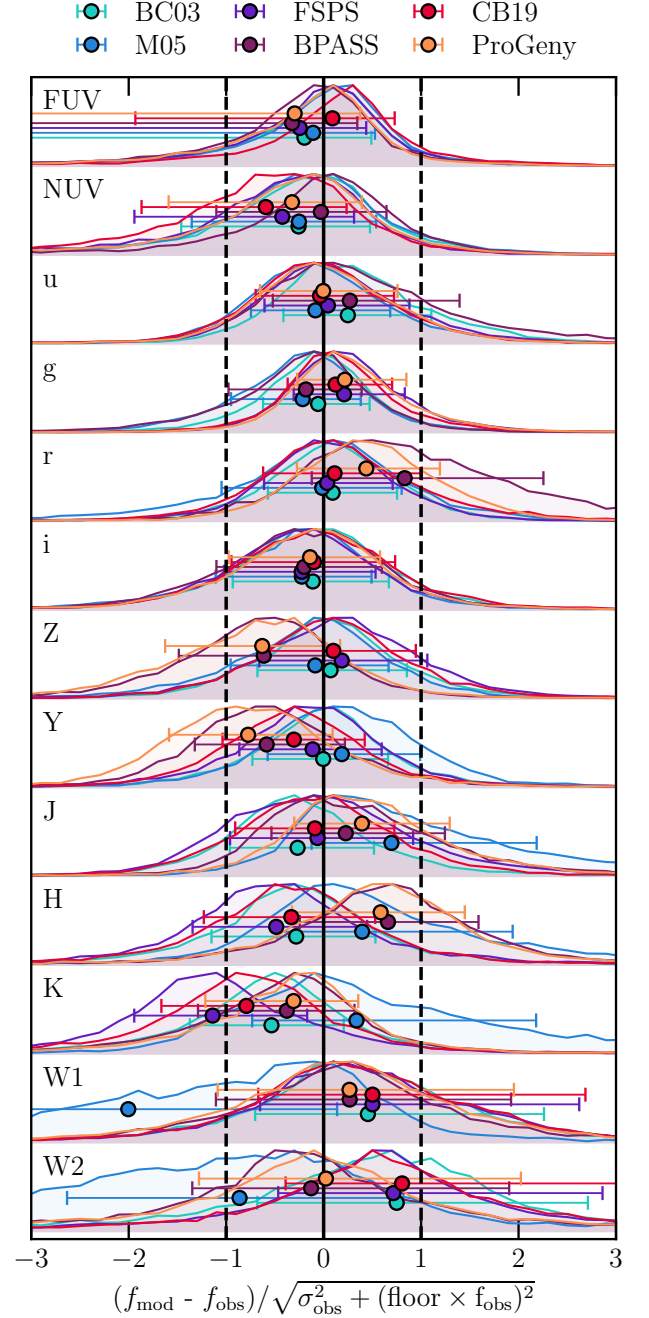 BC03 FSPS CB19
M05 BPASS ProGeny
FUV
NUV
u
g
r
i
Z
Y
J
H
K
W1
W2
−3 −2 −1 0 1 2 3
(f_mod - f_obs)/√σ²_obs + (floor × f_obs)²